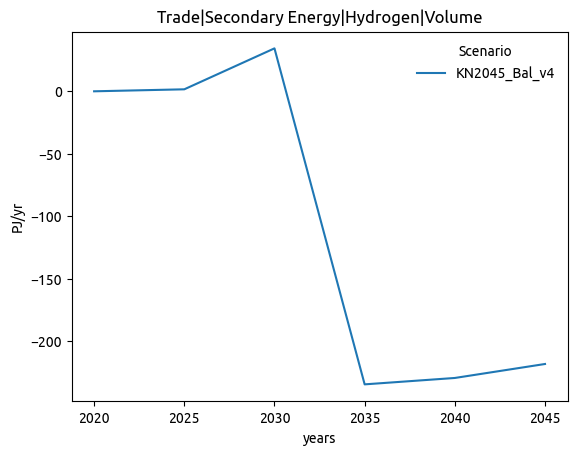 Trade|Secondary Energy|Hydrogen|Volume
Scenario
KN2045_Bal_v4
0
−50
−100
−150
−200
PJ/yr
2020 2025 2030 2035 2040 2045
years